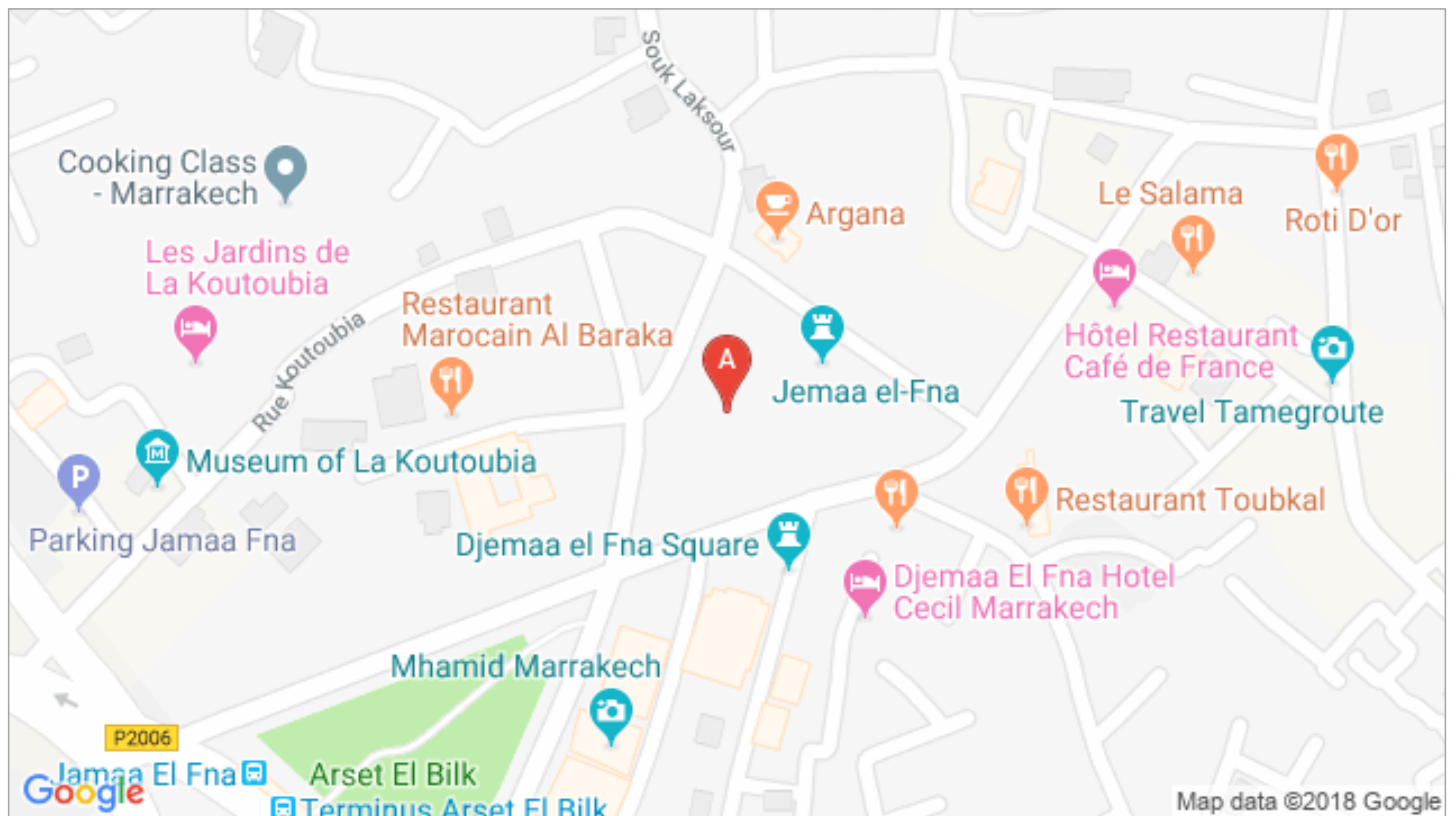 Souk Laksour
Cooking Class
- Marrakech
Argana
Le Salama
Roti D'or
Les Jardins de
La Koutoubia
Restaurant
Marocain Al Baraka
Rue Koutoubia
A
Jemaa el-Fna
Hôtel Restaurant
Café de France
Travel Tamegroute
Museum of La Koutoubia
P
Parking Jamaa Fna
Restaurant Toubkal
Djemaa el Fna Square
Djemaa El Fna Hotel
Cecil Marrakech
Mhamid Marrakech
P2006
Jamaa El Fna
Arset El Bilk
Google
Terminus Arset El Bilk
Map data ©2018 Google